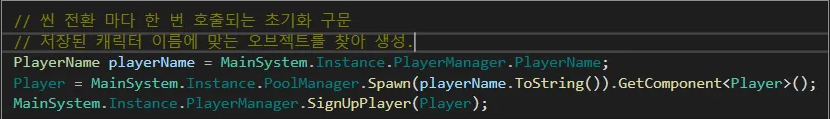 // 씬 전환 마다 한 번 호출되는 초기화 구문
// 저장된 캐릭터 이름에 맞는 오브젝트를 찾아 생성.
PlayerName playerName = MainSystem.Instance.PlayerManager.PlayerName;
Player = MainSystem.Instance.PoolManager.Spawn(playerName.ToString()).GetComponent<Player>();
MainSystem.Instance.PlayerManager.SignUpPlayer(Player);